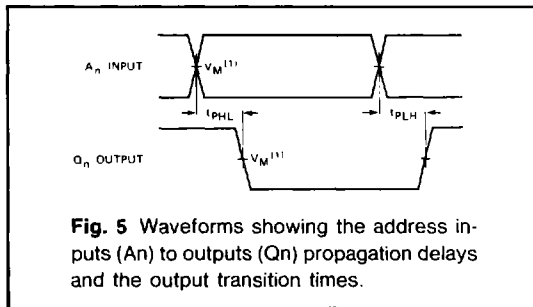 An INPUT
VM(1)
tPHL
tPLH
Qn OUTPUT
VM(1)
Fig. 5 Waveforms showing the address in-
puts (An) to outputs (Qn) propagation delays
and the output transition times.